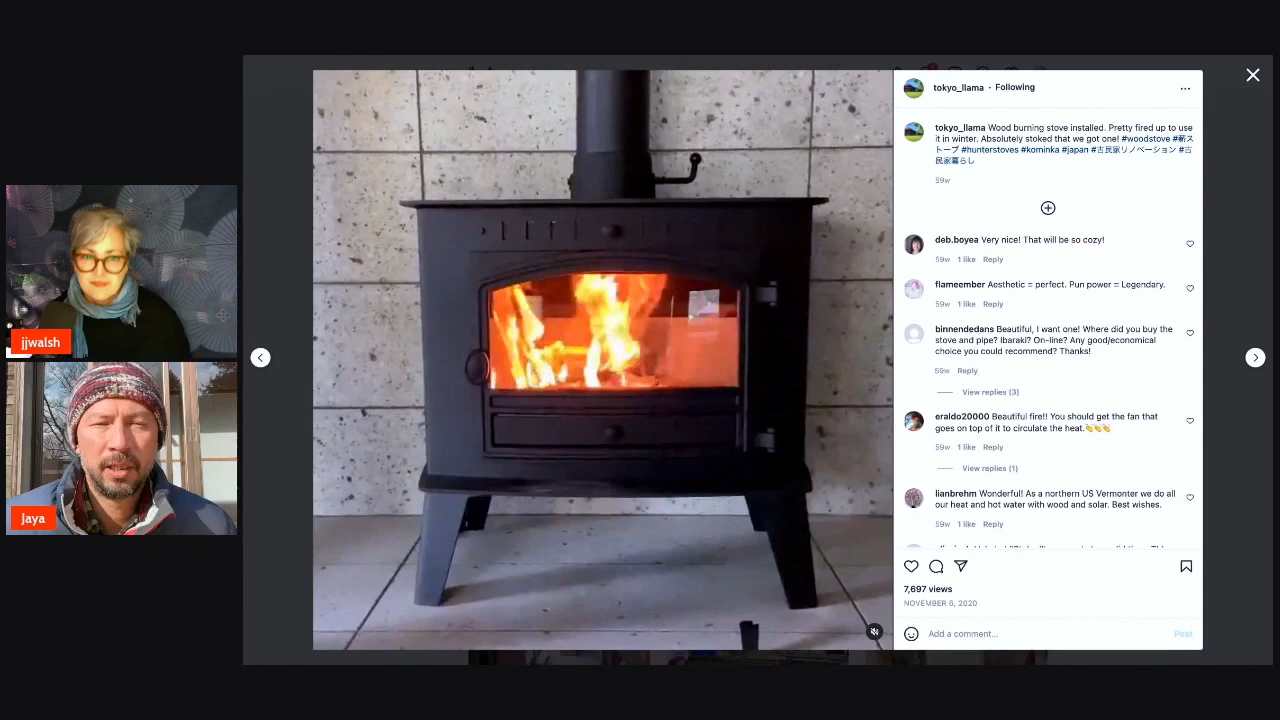 jjwalsh
Jaya
tokyo_llama · Following
tokyo_llama Wood burning stove installed. Pretty fired up to use
it in winter. Absolutely stoked that we got one! #woodstove #薪ス
トーブ #hunterstoves #kominka #japan #古民家リノベーション #古
民家暮らし
59w
deb.boyea Very nice! That will be so cozy!
59w 1 like Reply
flameember Aesthetic = perfect. Pun power = Legendary.
59w 1 like Reply
binnendedans Beautiful, I want one! Where did you buy the
stove and pipe? Ibaraki? On-line? Any good/economical
choice you could recommend? Thanks!
59w Reply
View replies (3)
eraldo20000 Beautiful fire!! You should get the fan that
goes on top of it to circulate the heat.👏👏👏
59w 1 like Reply
View replies (1)
lianbrehm Wonderful! As a northern US Vermonter we do all
our heat and hot water with wood and solar. Best wishes.
59w 1 like Reply
7,697 views
NOVEMBER 6, 2020
Add a comment...
Post